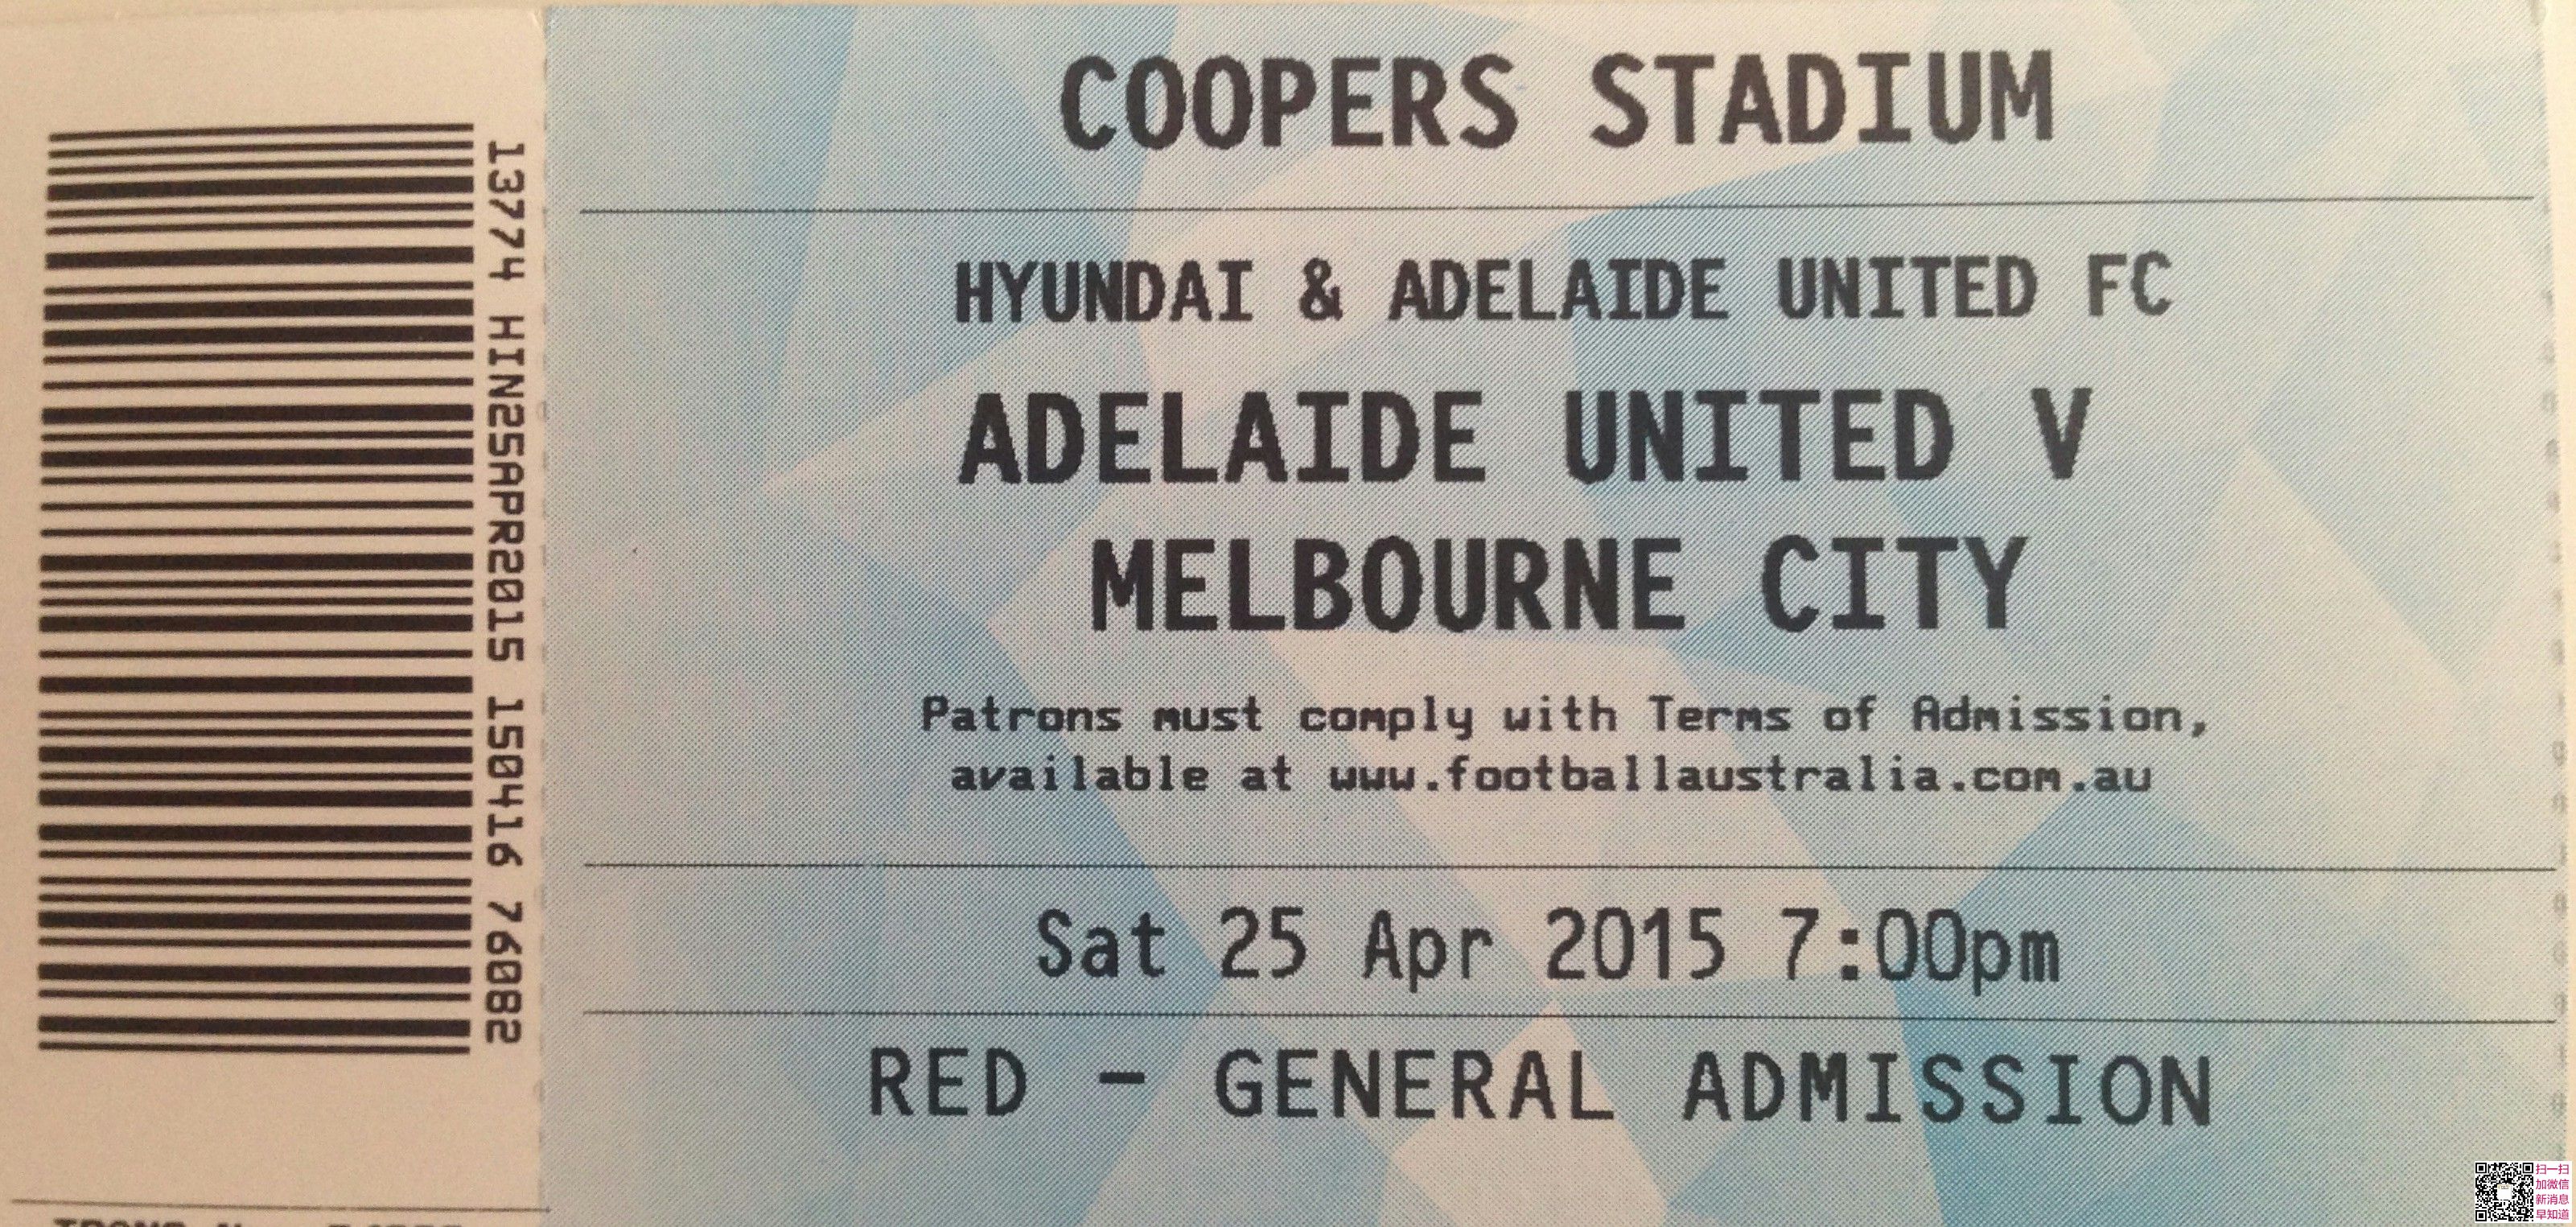 COOPERS STADIUM
HYUNDAI & ADELAIDE UNITED FC
ADELAIDE UNITED V
MELBOURNE CITY
Patrons must comply with Terms of Admission,
available at www.footballaustralia.com.au
Sat 25 Apr 2015 7:00pm
RED - GENERAL ADMISSION
1374 HIN25APR2015 150416 76082
扫一扫
加微信
新消息
早知道